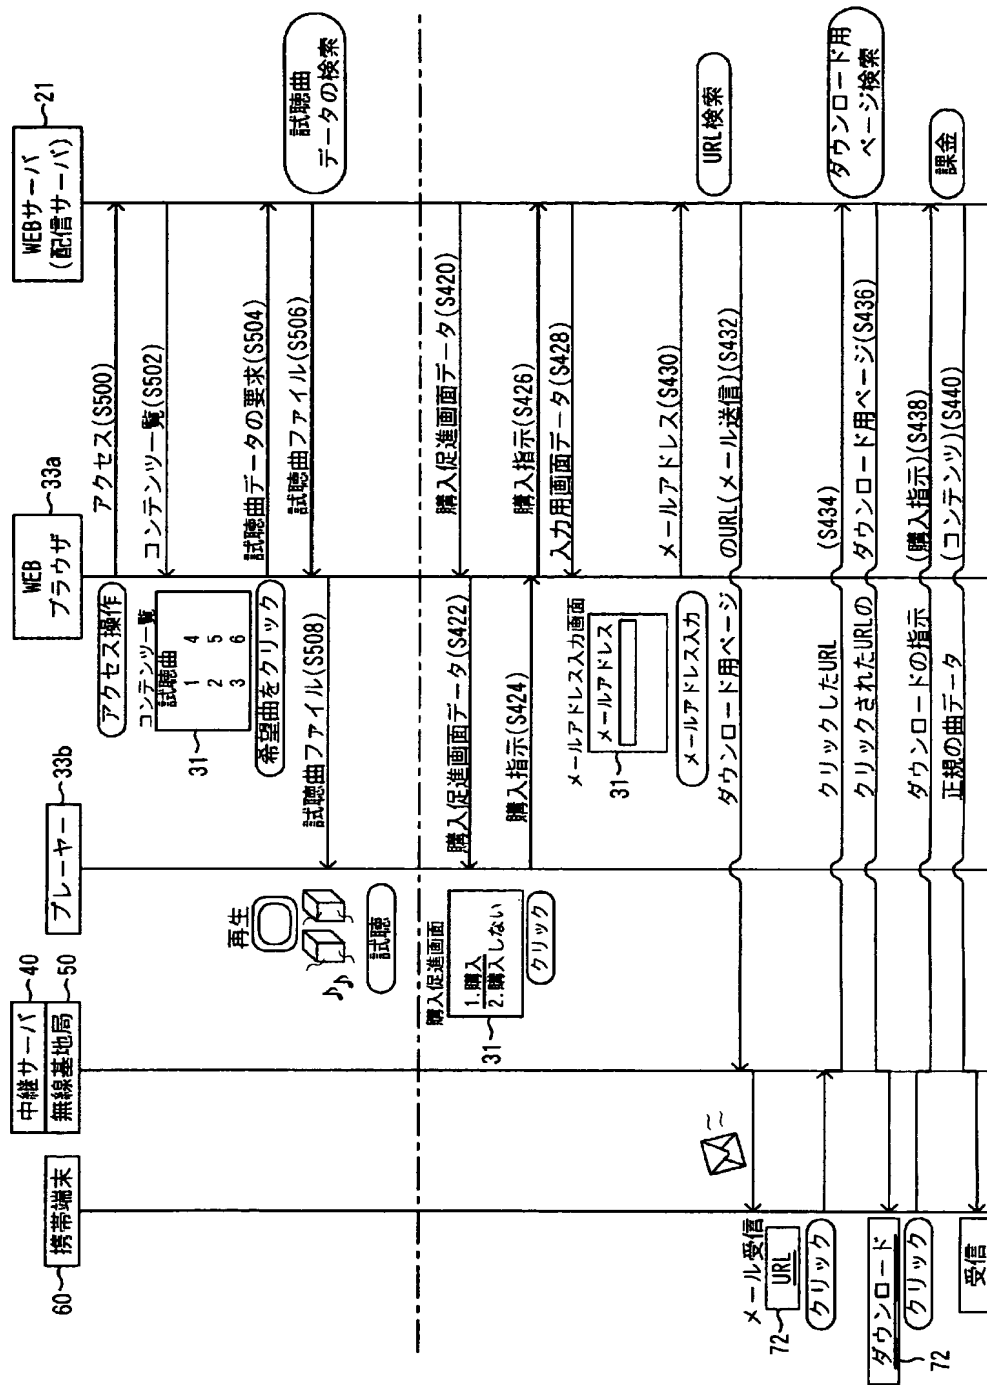 60 携帯端末
中継サーバ 40
無線基地局 50
プレーヤー 33b
WEB
ブラウザ 33a
WEBサーバ
(配信サーバ) 21
アクセス操作
アクセス(S500)
コンテンツ一覧(S502)
コンテンツ一覧
試聴曲
1 4
2 5
3 6
31
希望曲をクリック
試聴曲データの要求(S504)
試聴曲
データの検索
試聴曲ファイル(S506)
試聴曲ファイル(S508)
再生
♪♪
試聴
購入促進画面データ(S420)
購入促進画面データ(S422)
購入促進画面
1.購入
2.購入しない
31
クリック
購入指示(S424)
購入指示(S426)
入力用画面データ(S428)
メールアドレス入力画面
メールアドレス
31
メールアドレス入力
メールアドレス(S430)
URL検索
ダウンロード用ページのURL(メール送信)(S432)
メール受信
URL
72
クリック
クリックしたURL (S434)
ダウンロード用
ページ検索
クリックされたURLのダウンロード用ページ(S436)
ダウンロード
72
クリック
ダウンロードの指示(購入指示)(S438)
課金
正規の曲データ(コンテンツ)(S440)
受信